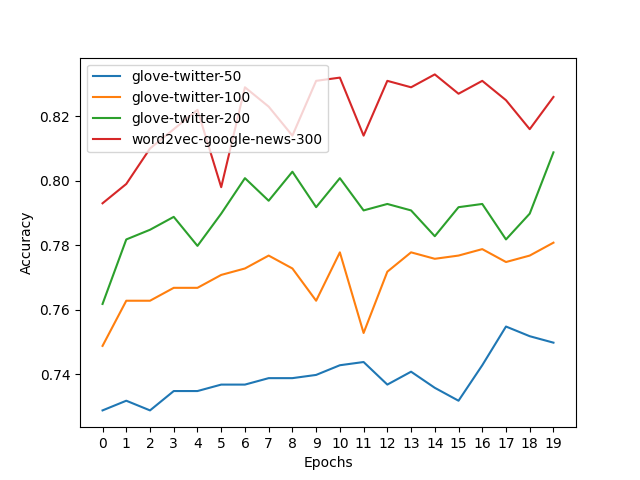 glove-twitter-50
glove-twitter-100
glove-twitter-200
word2vec-google-news-300
0.82
0.80
0.78
0.76
0.74
Accuracy
0 1 2 3 4 5 6 7 8 9 10 11 12 13 14 15 16 17 18 19
Epochs